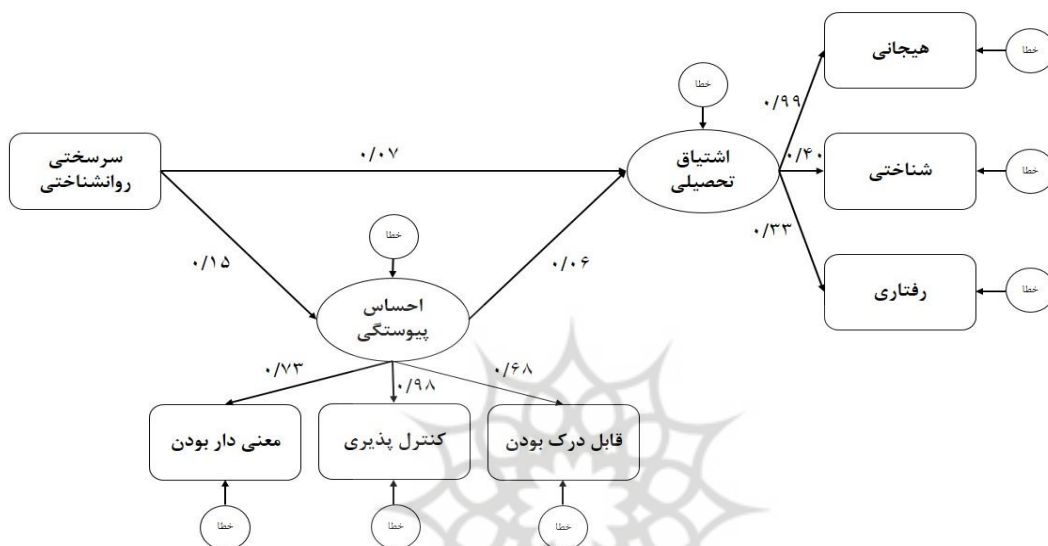 هیجانی
خطا
خطا
۰/۹۹
اشتیاق
تحصیلی
سرسختی
روانشناختی
۰/۰۷
۰/۴۰
شناختی
خطا
خطا
۰/۱۵
۰/۰۶
۰/۳۳
رفتاری
خطا
احساس
پیوستگی
۰/۷۳
۰/۹۸
۰/۶۸
معنی دار بودن
کنترل پذیری
قابل درک بودن
خطا
خطا
خطا